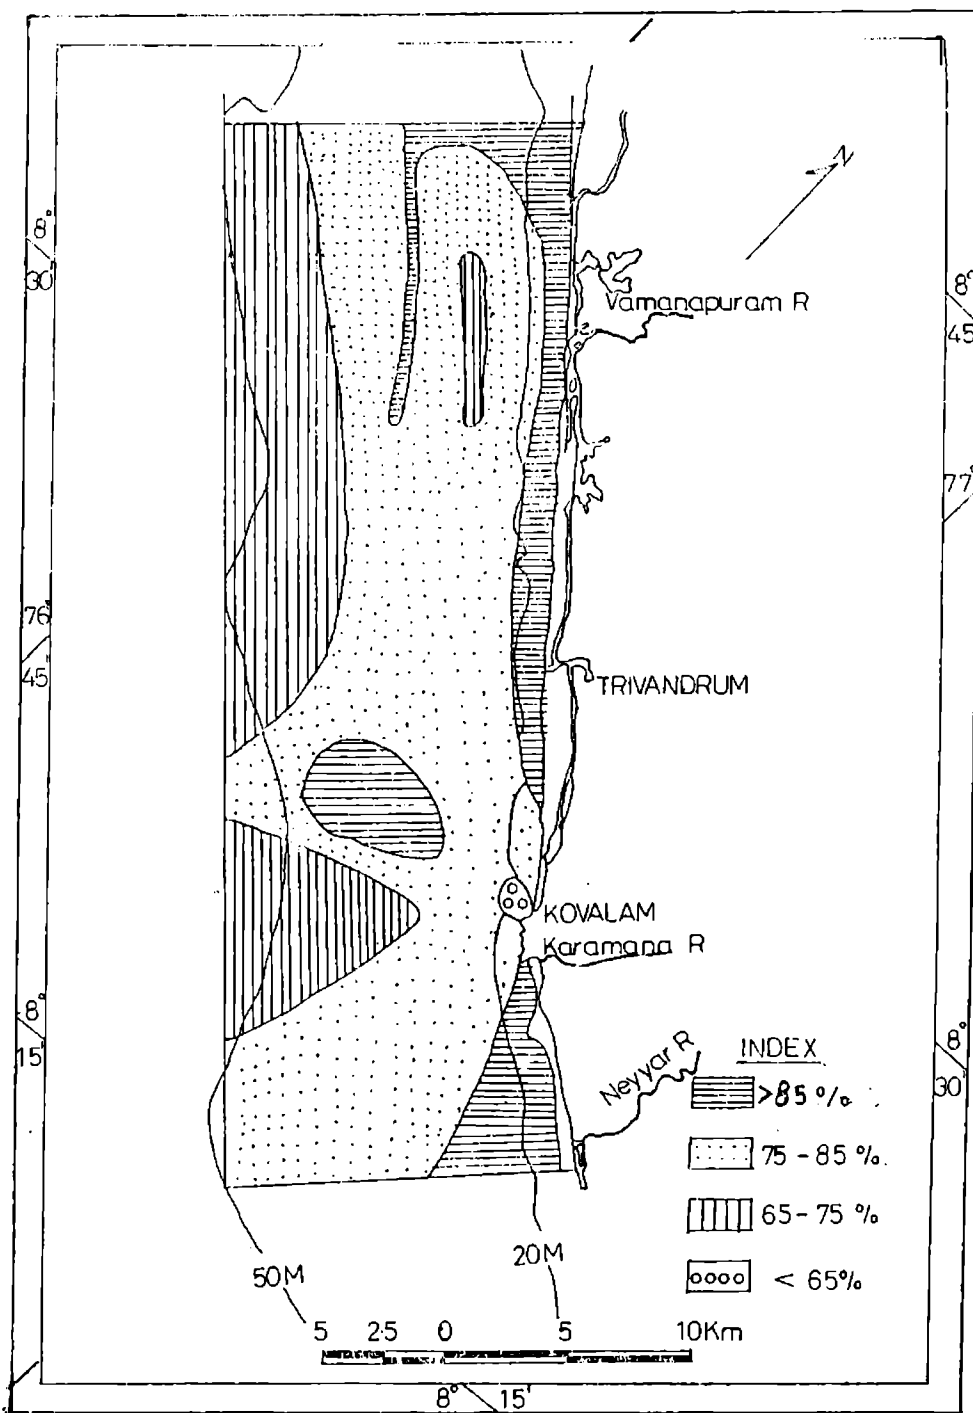 N
8°
30'
Vamanapuram R
8°
45'
77°
76°
45'
TRIVANDRUM
KOVALAM
Karamana R
8°
15'
Neyyar R
8°
30'
INDEX
>85 %
75 - 85 %
65 - 75 %
< 65%
50M
20M
5 2.5 0 5 10Km
8° 15'